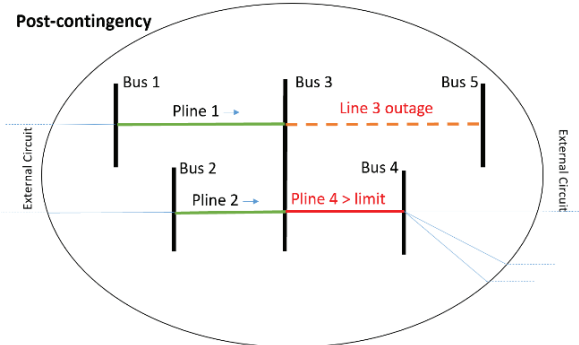 Post-contingency
Bus 1
Bus 3
Bus 5
Pline 1
Line 3 outage
External Circuit
Bus 2
Bus 4
External Circuit
Pline 2
Pline 4 > limit